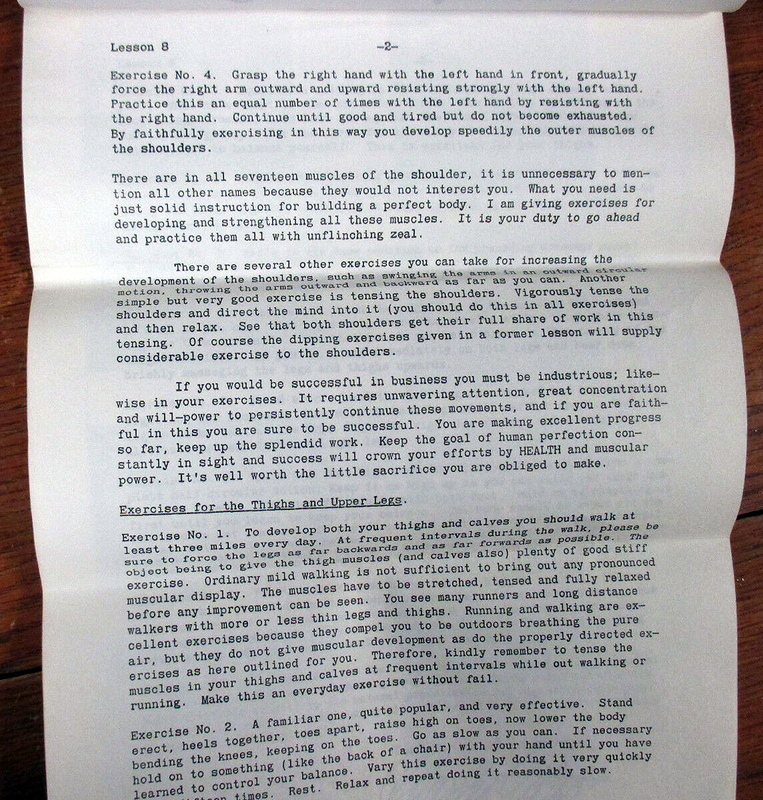 Lesson 8 -2-
Exercise No. 4. Grasp the right hand with the left hand in front, gradually
force the right arm outward and upward resisting strongly with the left hand.
Practice this an equal number of times with the left hand by resisting with
the right hand. Continue until good and tired but do not become exhausted.
By faithfully exercising in this way you develop speedily the outer muscles of
the shoulders.
There are in all seventeen muscles of the shoulder, it is unnecessary to men-
tion all other names because they would not interest you. What you need is
just solid instruction for building a perfect body. I am giving exercises for
developing and strengthening all these muscles. It is your duty to go ahead
and practice them all with unflinching zeal.
There are several other exercises you can take for increasing the
development of the shoulders, such as swinging the arms in an outward circular
motion, throwing the arms outward and backward as far as you can. Another
simple but very good exercise is tensing the shoulders. Vigorously tense the
shoulders and direct the mind into it (you should do this in all exercises)
and then relax. See that both shoulders get their full share of work in this
tensing. Of course the dipping exercises given in a former lesson will supply
considerable exercise to the shoulders.
If you would be successful in business you must be industrious; like-
wise in your exercises. It requires unwavering attention, great concentration
and will-power to persistently continue these movements, and if you are faith-
ful in this you are sure to be successful. You are making excellent progress
so far, keep up the splendid work. Keep the goal of human perfection con-
stantly in sight and success will crown your efforts by HEALTH and muscular
power. It's well worth the little sacrifice you are obliged to make.
Exercises for the Thighs and Upper Legs.
Exercise No. 1. To develop both your thighs and calves you should walk at
least three miles every day. At frequent intervals during the walk, please be
sure to force the legs as far backwards and as far forwards as possible. The
object being to give the thigh muscles (and calves also) plenty of good stiff
exercise. Ordinary mild walking is not sufficient to bring out any pronounced
muscular display. The muscles have to be stretched, tensed and fully relaxed
before any improvement can be seen. You see many runners and long distance
walkers with more or less thin legs and thighs. Running and walking are ex-
cellent exercises because they compel you to be outdoors breathing the pure
air, but they do not give muscular development as do the properly directed ex-
ercises as here outlined for you. Therefore, kindly remember to tense the
muscles in your thighs and calves at frequent intervals while out walking or
running. Make this an everyday exercise without fail.
Exercise No. 2. A familiar one, quite popular, and very effective. Stand
erect, heels together, toes apart, raise high on toes, now lower the body
bending the knees, keeping on the toes. Go as slow as you can. If necessary
hold on to something (like the back of a chair) with your hand until you have
learned to control your balance. Vary this exercise by doing it very quickly
times. Rest. Relax and repeat doing it reasonably slow.